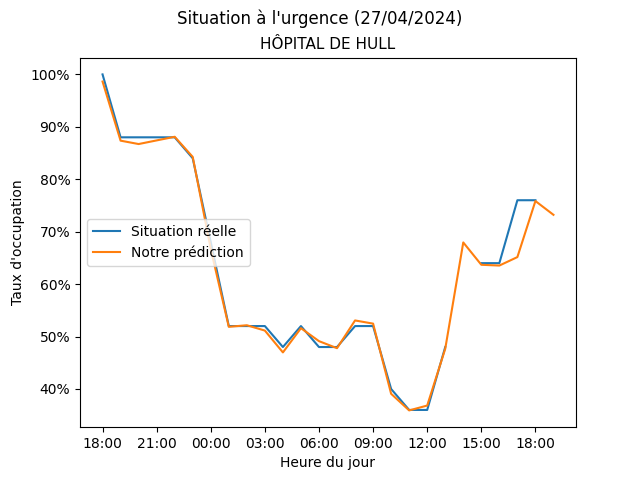 Situation à l'urgence (27/04/2024)
HÔPITAL DE HULL
100%
90%
80%
70%
60%
50%
40%
Taux d'occupation
Situation réelle
Notre prédiction
18:00 21:00 00:00 03:00 06:00 09:00 12:00 15:00 18:00
Heure du jour